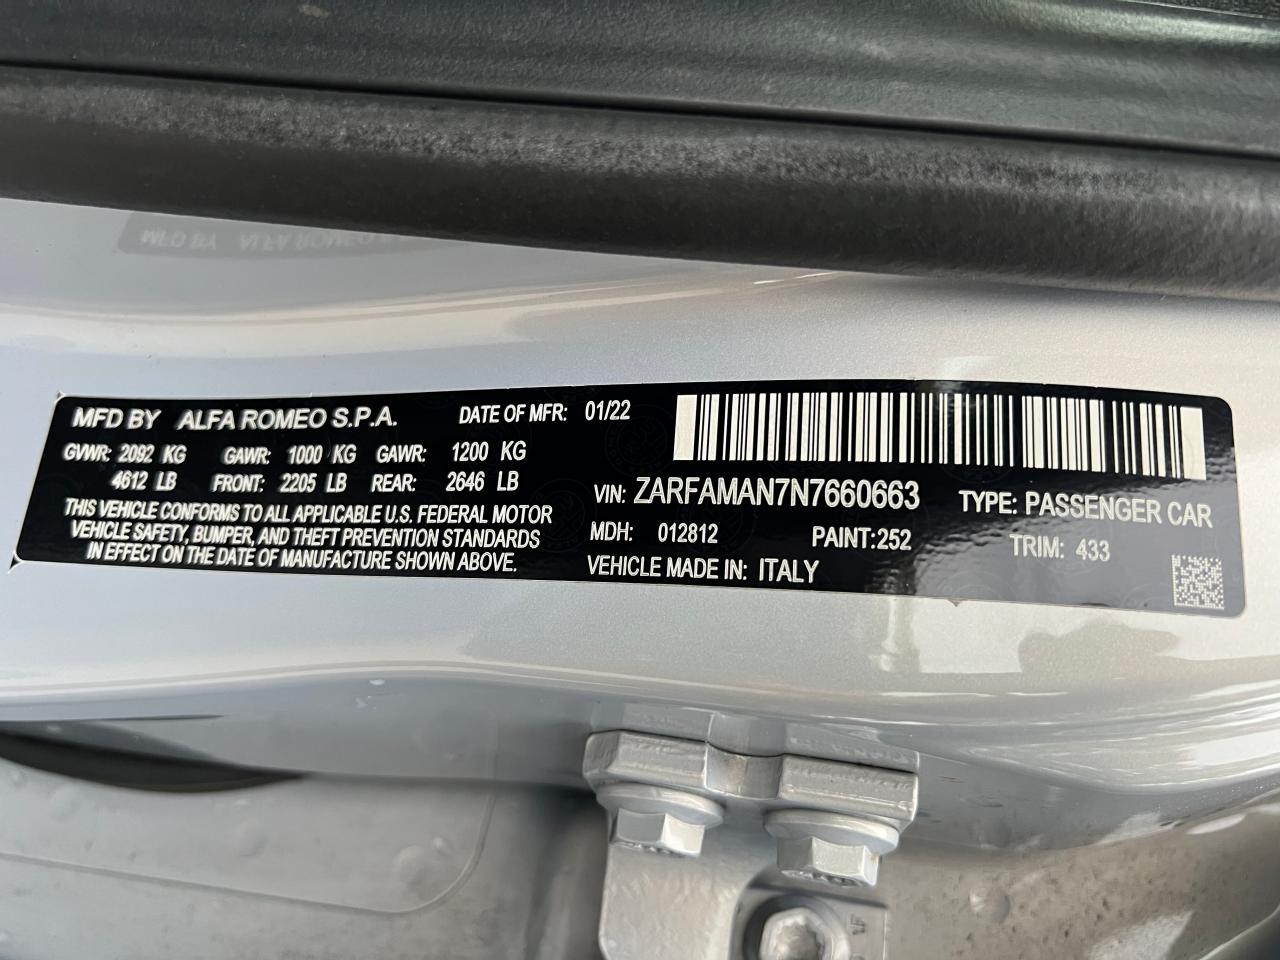 MFD BY ALFA ROMEO S.P.A. DATE OF MFR: 01/22
GVWR: 2092 KG GAWR: 1000 KG GAWR: 1200 KG
4612 LB FRONT: 2205 LB REAR: 2646 LB
THIS VEHICLE CONFORMS TO ALL APPLICABLE U.S. FEDERAL MOTOR
VEHICLE SAFETY, BUMPER, AND THEFT PREVENTION STANDARDS
IN EFFECT ON THE DATE OF MANUFACTURE SHOWN ABOVE.
VIN: ZARFAMAN7N7660663 TYPE: PASSENGER CAR
MDH: 012812 PAINT:252 TRIM: 433
VEHICLE MADE IN: ITALY